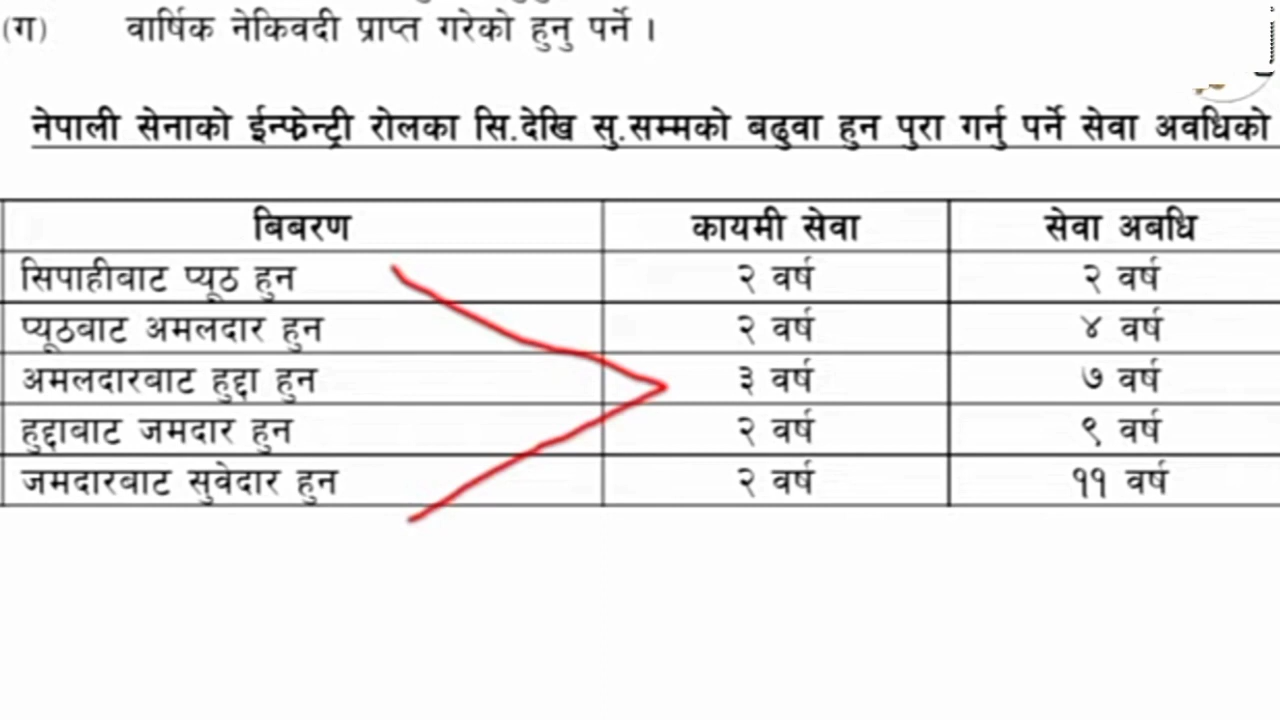 (ग) वार्षिक नेकिवदी प्राप्त गरेको हुनु पर्ने ।
नेपाली सेनाको ईन्फेन्ट्री रोलका सि.देखि सु.सम्मको बढुवा हुन पुरा गर्नु पर्ने सेवा अवधिको
बिबरण कायमी सेवा सेवा अबधि
सिपाहीबाट प्यूठ हुन २ वर्ष २ वर्ष
प्यूठबाट अमलदार हुन २ वर्ष ४ वर्ष
अमलदारबाट हुद्दा हुन ३ वर्ष ७ वर्ष
हुद्दाबाट जमदार हुन २ वर्ष ९ वर्ष
जमदारबाट सुवेदार हुन २ वर्ष ११ वर्ष